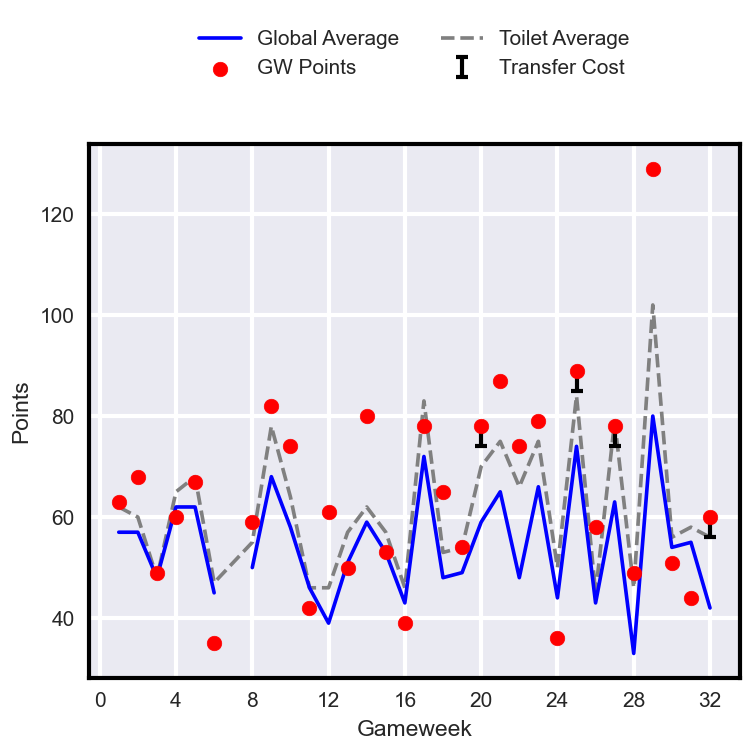 Global Average Toilet Average
GW Points Transfer Cost
120
100
80
60
40
Points
0 4 8 12 16 20 24 28 32
Gameweek